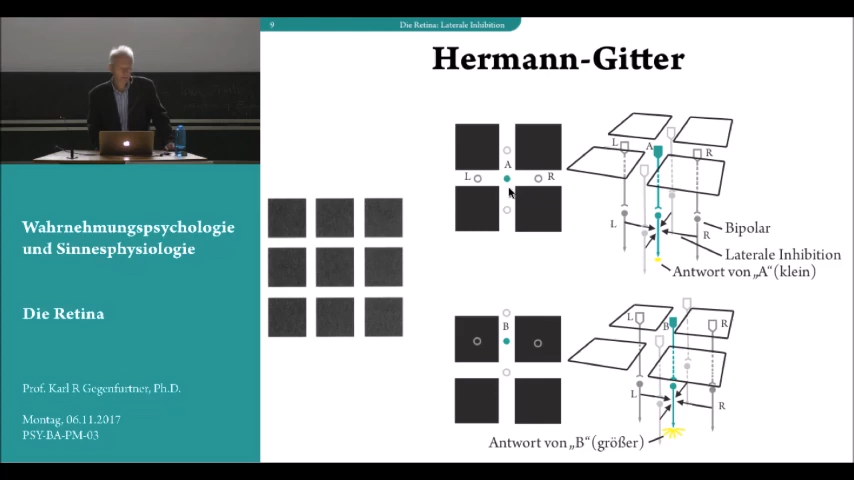 9
Die Retina: Laterale Inhibition
Hermann-Gitter
A
L
R
L
A
R
L
R
Bipolar
Laterale Inhibition
Antwort von „A“ (klein)
B
L
B
R
L
R
Antwort von „B“ (größer)
Wahrnehmungspsychologie
und Sinnesphysiologie
Die Retina
Prof. Karl R Gegenfurtner, Ph.D.
Montag, 06.11.2017
PSY-BA-PM-03